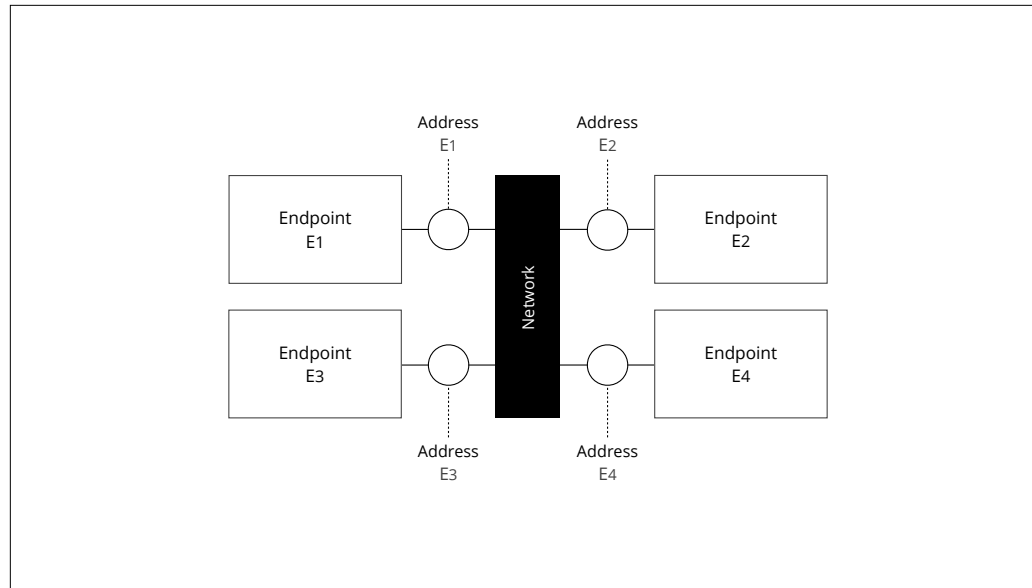 Address
E1
Address
E2
Endpoint
E1
Endpoint
E2
Network
Endpoint
E3
Endpoint
E4
Address
E3
Address
E4